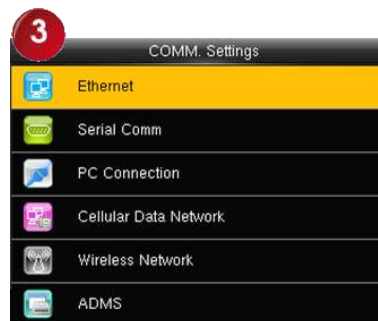 3
COMM. Settings
Ethernet
Serial Comm
PC Connection
Cellular Data Network
Wireless Network
ADMS